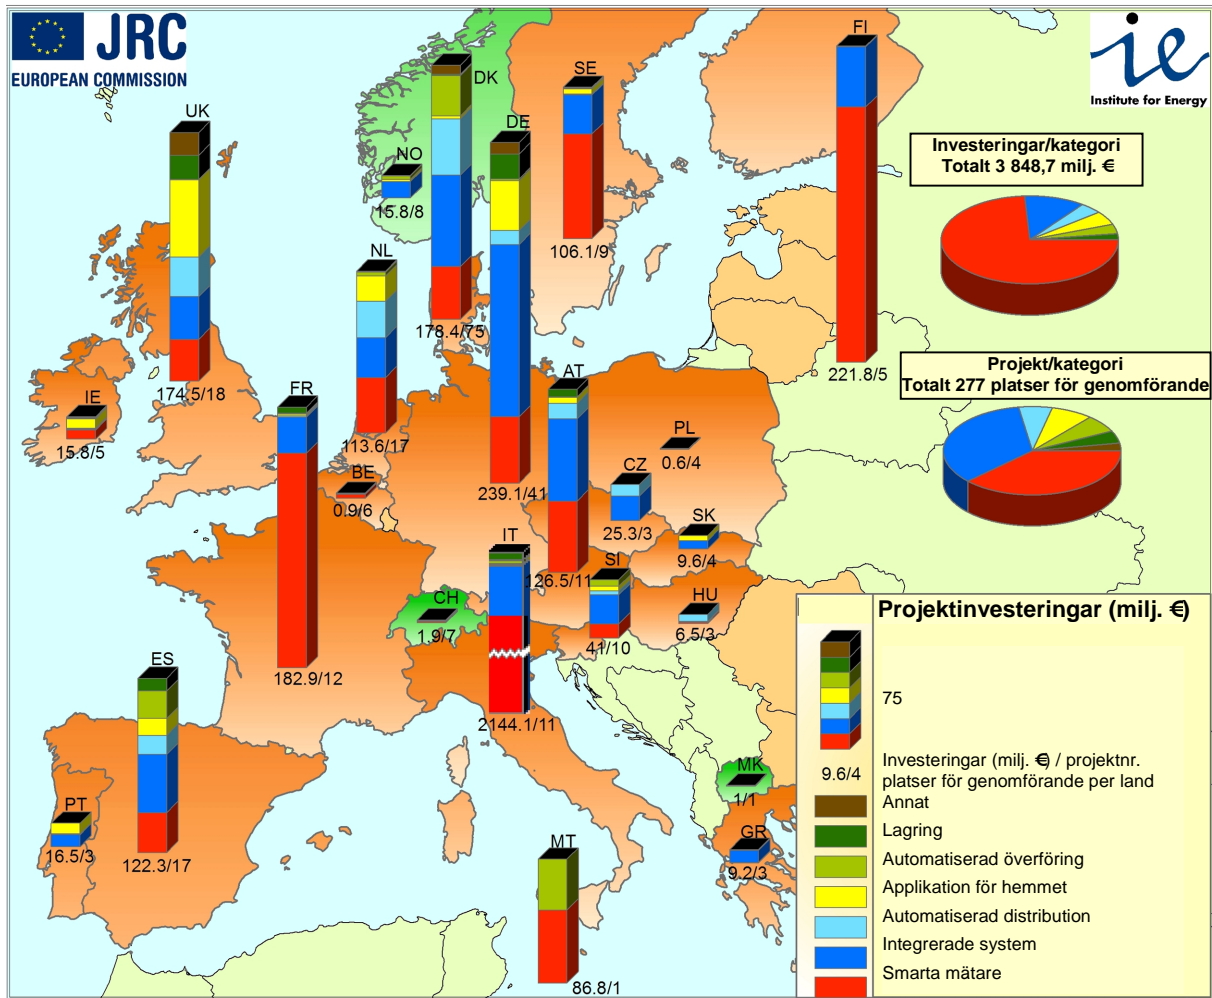 JRC
EUROPEAN COMMISSION
ie
Institute for Energy
FI
221.8/5
SE
106.1/9
DK
178.4/75
UK
174.5/18
DE
239.1/41
NO
15.8/8
NL
113.6/17
Investeringar/kategori
Totalt 3 848,7 milj. €
Projekt/kategori
Totalt 277 platser för genomförande
IE
15.8/5
FR
182.9/12
AT
126.5/11
BE
0.9/6
PL
0.6/4
CZ
25.3/3
SK
9.6/4
IT
2144.1/11
SI
41/10
CH
1.9/7
HU
6.5/3
ES
122.3/17
PT
16.5/3
MK
1/1
GR
9.2/3
MT
86.8/1
Projektinvesteringar (milj. €)
75
9.6/4
Investeringar (milj. €) / projektnr.
platser för genomförande per land
Annat
Lagring
Automatiserad överföring
Applikation för hemmet
Automatiserad distribution
Integrerade system
Smarta mätare